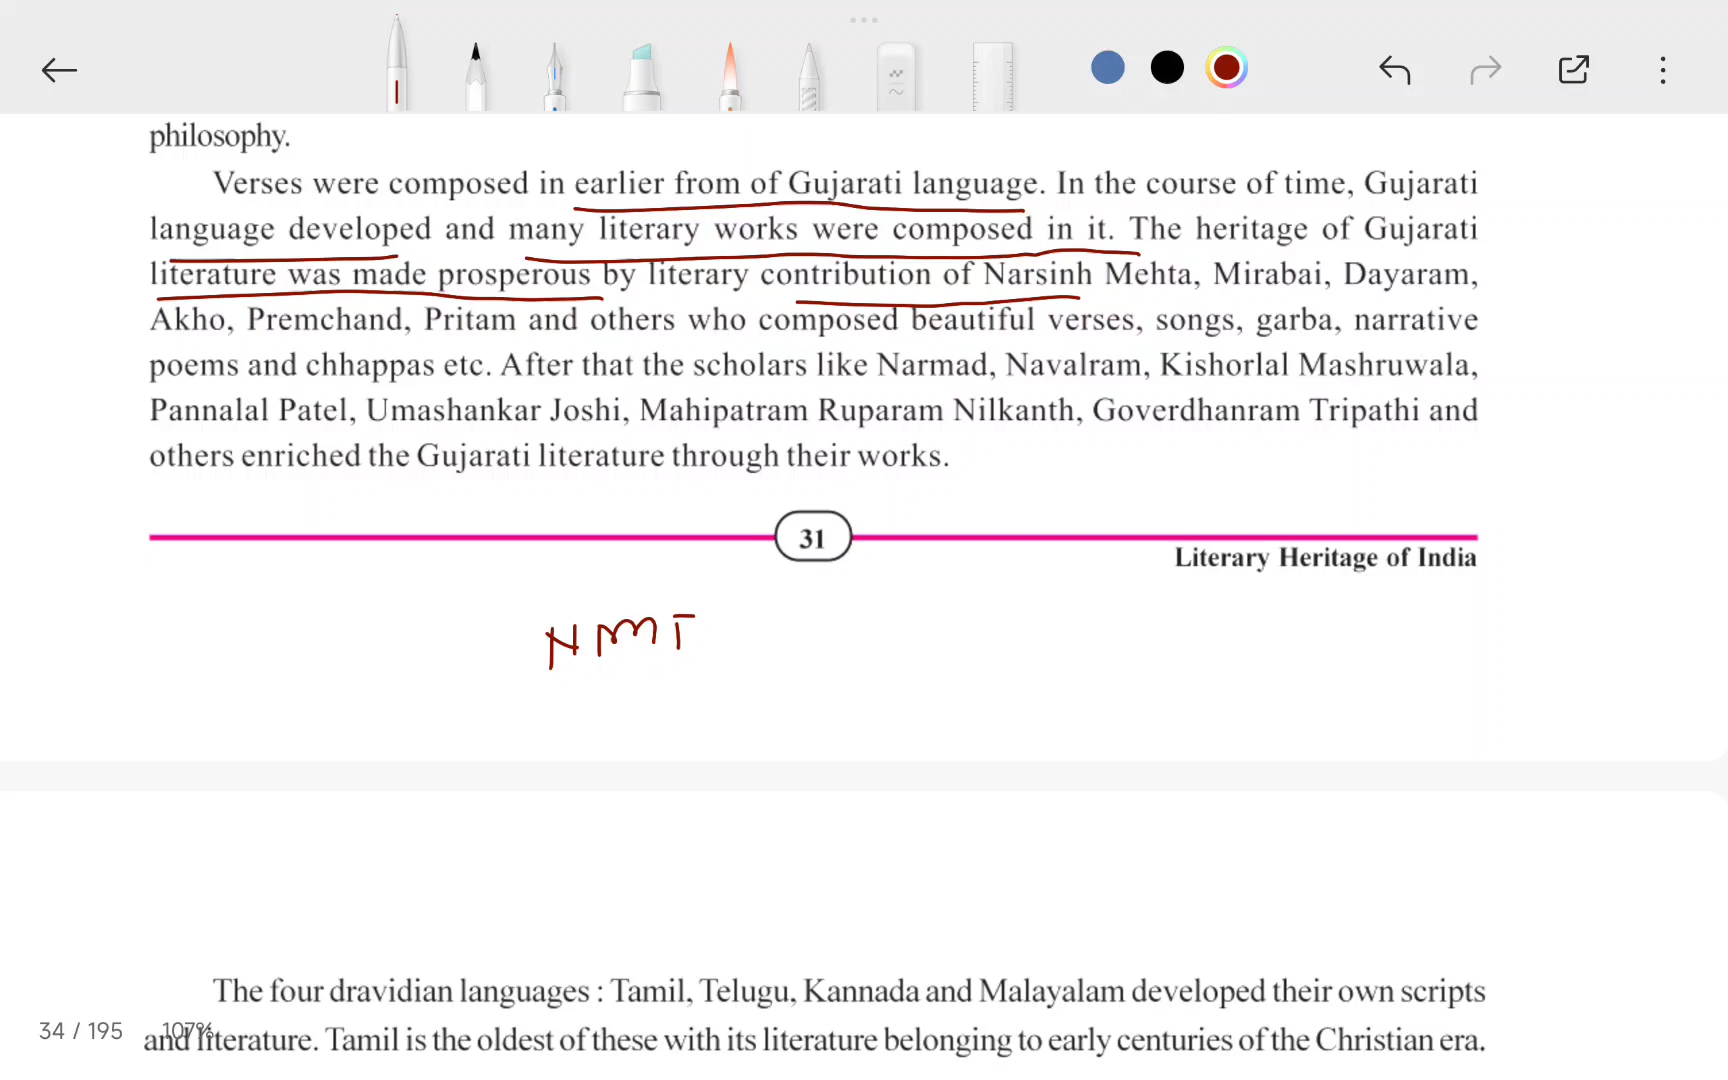 philosophy.
Verses were composed in earlier from of Gujarati language. In the course of time, Gujarati
language developed and many literary works were composed in it. The heritage of Gujarati
literature was made prosperous by literary contribution of Narsinh Mehta, Mirabai, Dayaram,
Akho, Premchand, Pritam and others who composed beautiful verses, songs, garba, narrative
poems and chhappas etc. After that the scholars like Narmad, Navalram, Kishorlal Mashruwala,
Pannalal Patel, Umashankar Joshi, Mahipatram Ruparam Nilkanth, Goverdhanram Tripathi and
others enriched the Gujarati literature through their works.
31
Literary Heritage of India
NMT
The four dravidian languages : Tamil, Telugu, Kannada and Malayalam developed their own scripts
34 / 195 107%
and literature. Tamil is the oldest of these with its literature belonging to early centuries of the Christian era.